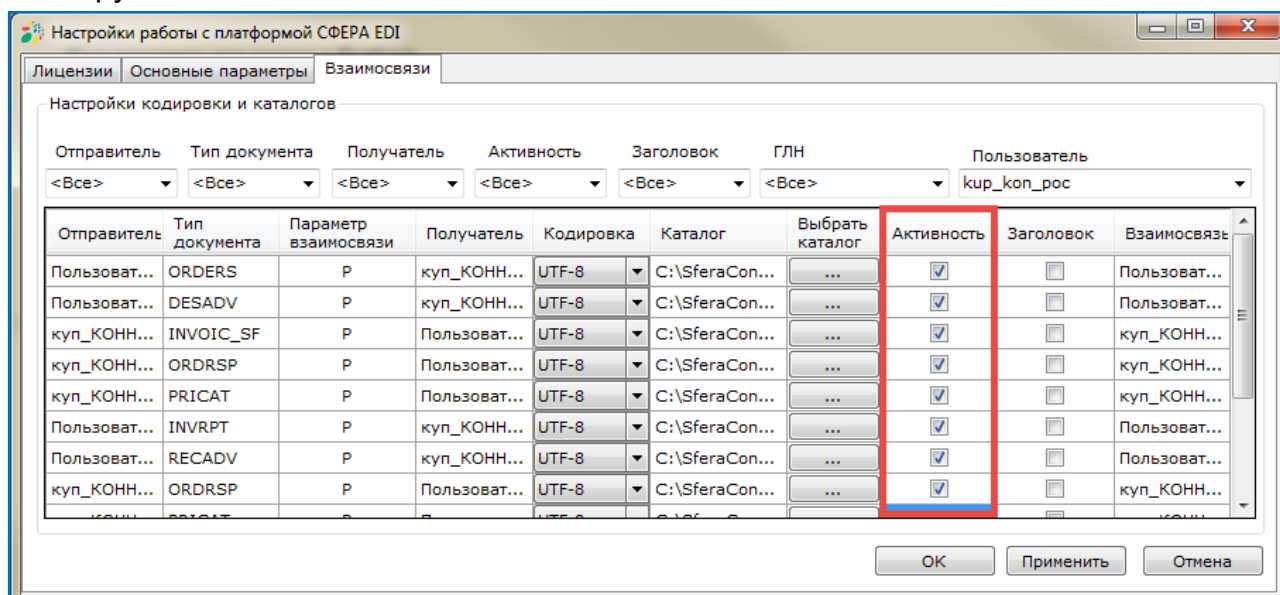 Настройки работы с платформой СФЕРА EDI
Лицензии Основные параметры Взаимосвязи
Настройки кодировки и каталогов
Отправитель Тип документа Получатель Активность Заголовок ГЛН Пользователь
<Все> <Все> <Все> <Все> <Все> <Все> kup_kon_poc
Отправитель Тип документа Параметр взаимосвязи Получатель Кодировка Каталог Выбрать каталог Активность Заголовок Взаимосвязь
Пользоват... ORDERS P куп_КОНН... UTF-8 C:\SferaCon... ... Пользоват...
Пользоват... DESADV P куп_КОНН... UTF-8 C:\SferaCon... ... Пользоват...
куп_КОНН... INVOIC_SF P Пользоват... UTF-8 C:\SferaCon... ... куп_КОНН...
куп_КОНН... ORDRSP P Пользоват... UTF-8 C:\SferaCon... ... куп_КОНН...
куп_КОНН... PRICAT P Пользоват... UTF-8 C:\SferaCon... ... куп_КОНН...
Пользоват... INVRPT P куп_КОНН... UTF-8 C:\SferaCon... ... Пользоват...
Пользоват... RECADV P куп_КОНН... UTF-8 C:\SferaCon... ... Пользоват...
куп_КОНН... ORDRSP P Пользоват... UTF-8 C:\SferaCon... ... куп_КОНН...
OK Применить Отмена